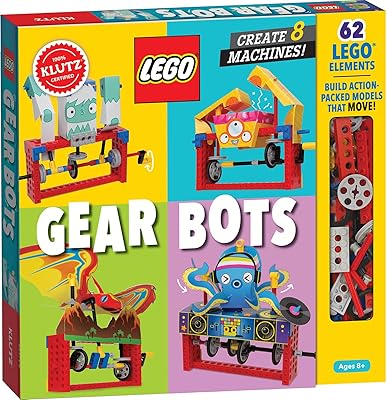 100%
KLUTZ
CERTIFIED
LEGO
CREATE 8
MACHINES!
62
LEGO®
ELEMENTS
BUILD ACTION-
PACKED MODELS
THAT MOVE!
GEAR BOTS
Ages 8+
LEGO
GEAR BOTS
KLUTZ